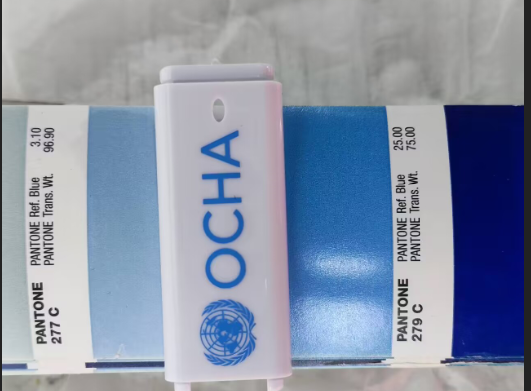 PANTONE
277 C
PANTONE Ref. Blue 3.10
PANTONE Trans. Wt. 96.90
OCHA
PANTONE
279 C
PANTONE Ref. Blue 25.00
PANTONE Trans. Wt. 75.00